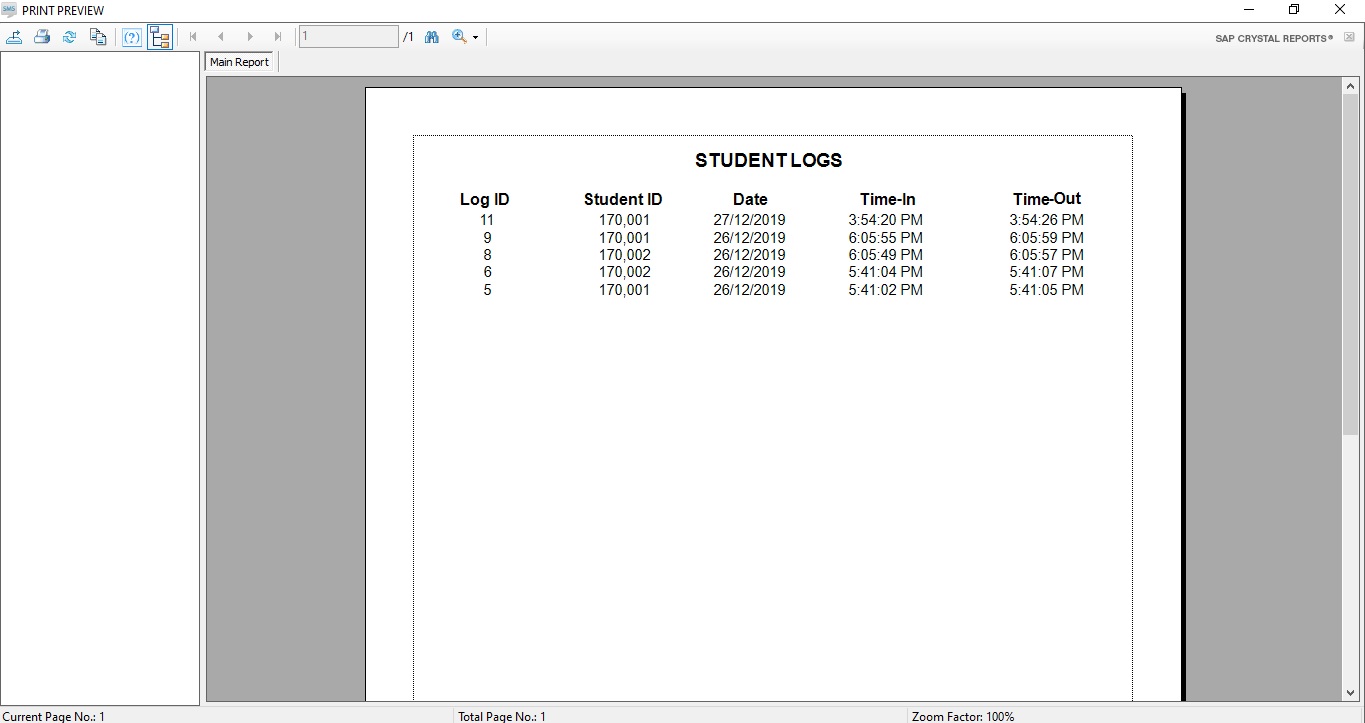 SMS PRINT PREVIEW
1 /1 SAP CRYSTAL REPORTS®
Main Report
STUDENT LOGS
Log ID Student ID Date Time-In Time-Out
11 170,001 27/12/2019 3:54:20 PM 3:54:26 PM
9 170,001 26/12/2019 6:05:55 PM 6:05:59 PM
8 170,002 26/12/2019 6:05:49 PM 6:05:57 PM
6 170,002 26/12/2019 5:41:04 PM 5:41:07 PM
5 170,001 26/12/2019 5:41:02 PM 5:41:05 PM
Current Page No.: 1 Total Page No.: 1 Zoom Factor: 100%